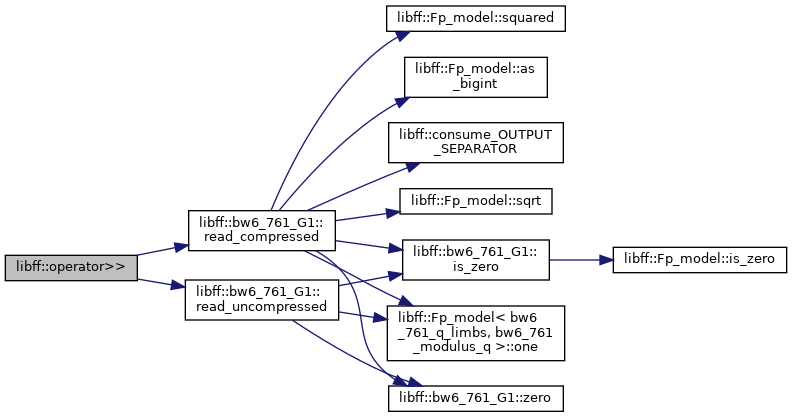 libff::operator>>
libff::bw6_761_G1::
read_compressed
libff::bw6_761_G1::
read_uncompressed
libff::Fp_model::squared
libff::Fp_model::as
_bigint
libff::consume_OUTPUT
_SEPARATOR
libff::Fp_model::sqrt
libff::bw6_761_G1::
is_zero
libff::Fp_model< bw6
_761_q_limbs, bw6_761
_modulus_q >::one
libff::bw6_761_G1::zero
libff::Fp_model::is_zero